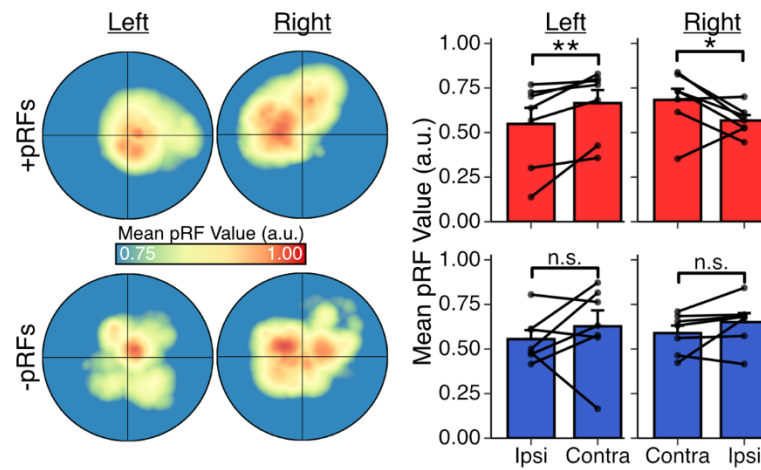 Left Right
+pRFs
Mean pRF Value (a.u.)
0.75 1.00
-pRFs
Left Right
Mean pRF Value (a.u.)
1.00
0.75
0.50
0.25
0.00
** *
1.00
0.75
0.50
0.25
0.00
n.s. n.s.
Ipsi Contra Contra Ipsi